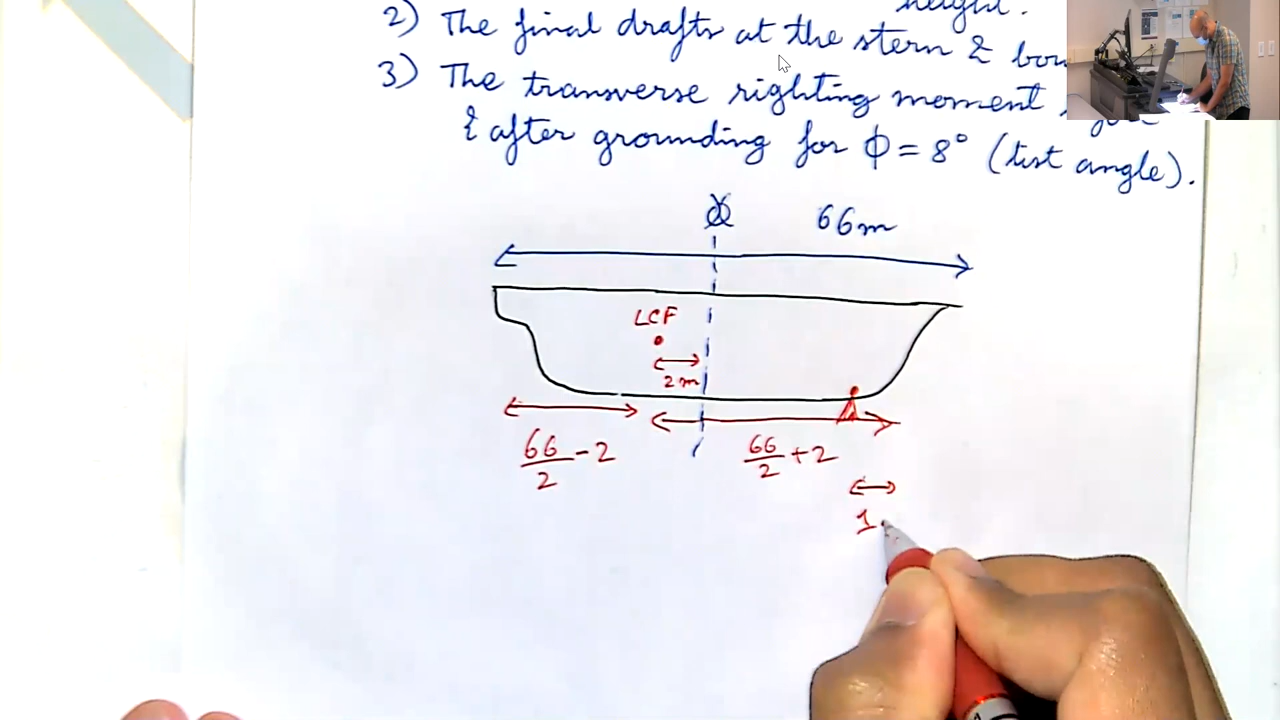 height.
2) The final drafts at the stern & bow
3) The transverse righting moment
& after grounding for ϕ = 8° (list angle).
66m
LCF
2m
66/2 - 2
66/2 + 2
1.